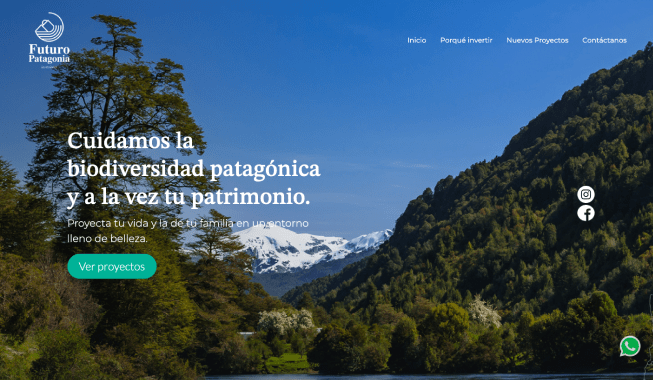 Futuro
Patagonia
Inicio
Porqué invertir
Nuevos Proyectos
Contáctanos
Cuidamos la
biodiversidad patagónica
y a la vez tu patrimonio.
Proyecta tu vida y la de tu familia en un entorno
lleno de belleza.
Ver proyectos